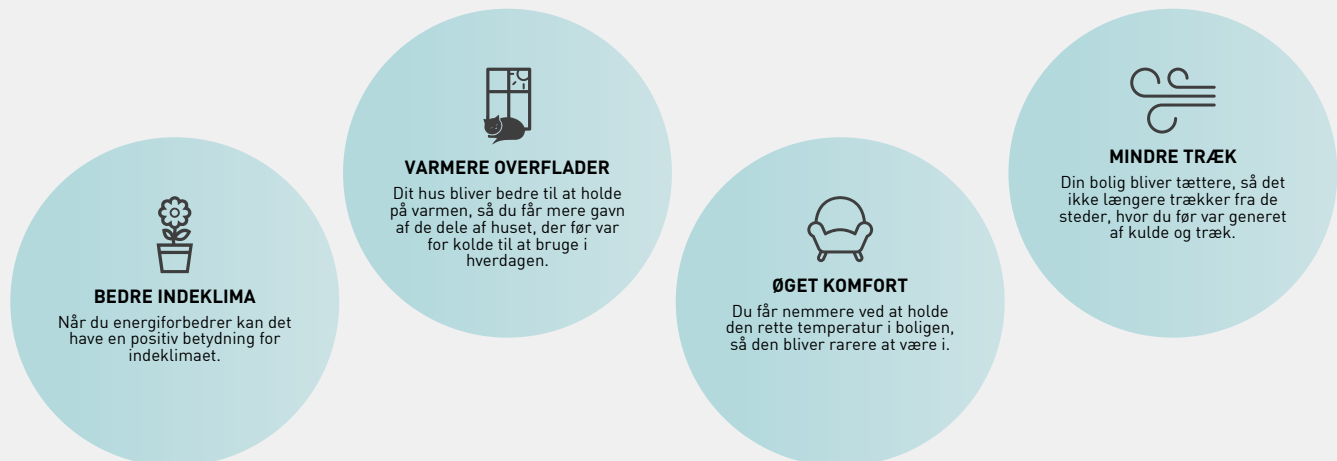 BEDRE INDEKLIMA
Når du energiforbedrer kan det
have en positiv betydning for
indeklimaet.
VARMERE OVERFLADER
Dit hus bliver bedre til at holde
på varmen, så du får mere gavn
af de dele af huset, der før var
for kolde til at bruge i
hverdagen.
ØGET KOMFORT
Du får nemmere ved at holde
den rette temperatur i boligen,
så den bliver rarere at være i.
MINDRE TRÆK
Din bolig bliver tættere, så det
ikke længere trækker fra de
steder, hvor du før var generet
af kulde og træk.